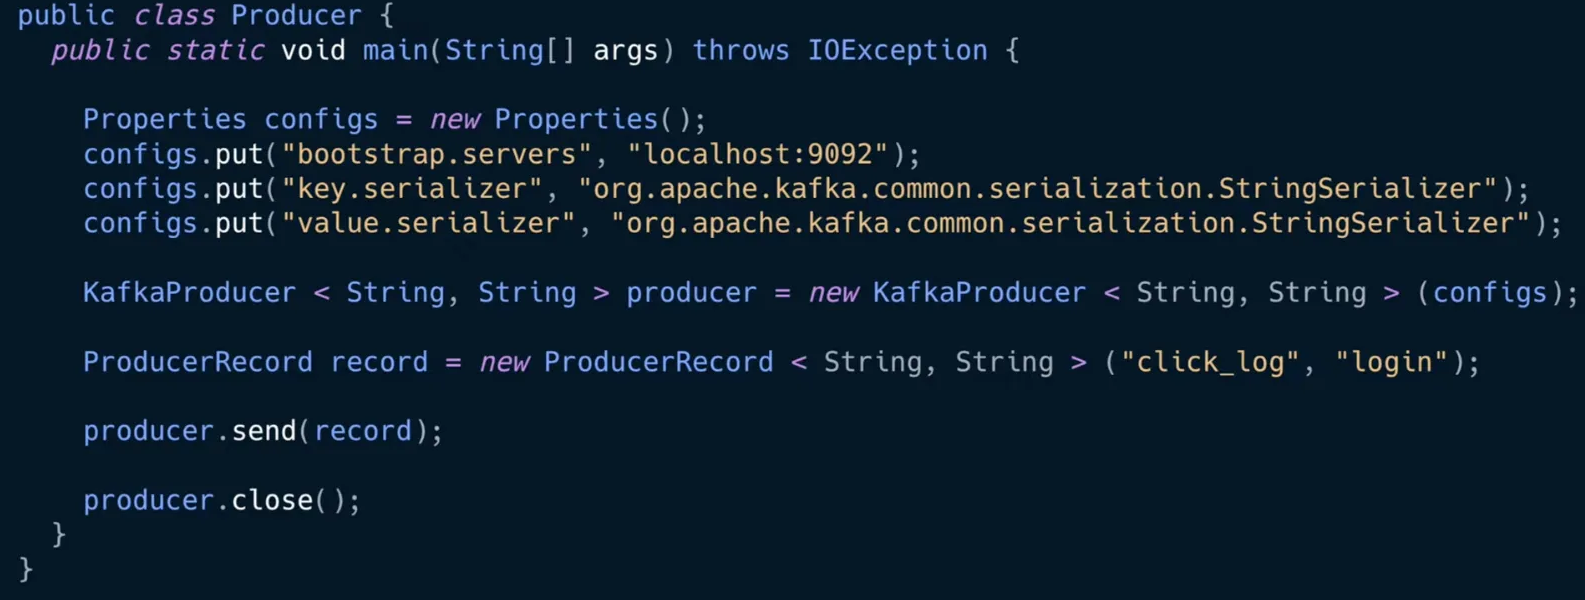 public class Producer {
public static void main(String[] args) throws IOException {
Properties configs = new Properties();
configs.put("bootstrap.servers", "localhost:9092");
configs.put("key.serializer", "org.apache.kafka.common.serialization.StringSerializer");
configs.put("value.serializer", "org.apache.kafka.common.serialization.StringSerializer");
KafkaProducer < String, String > producer = new KafkaProducer < String, String > (configs);
ProducerRecord record = new ProducerRecord < String, String > ("click_log", "login");
producer.send(record);
producer.close();
}
}